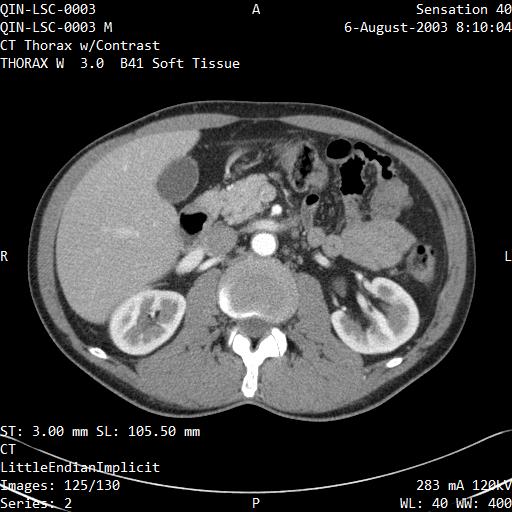 QIN-LSC-0003
A
Sensation 40
QIN-LSC-0003 M
6-August-2003 8:10:04
CT Thorax w/Contrast
THORAX W 3.0 B41 Soft Tissue
R
L
ST: 3.00 mm SL: 105.50 mm
CT
LittleEndianImplicit
Images: 125/130
283 mA 120kV
Series: 2
P
WL: 40 WW: 400